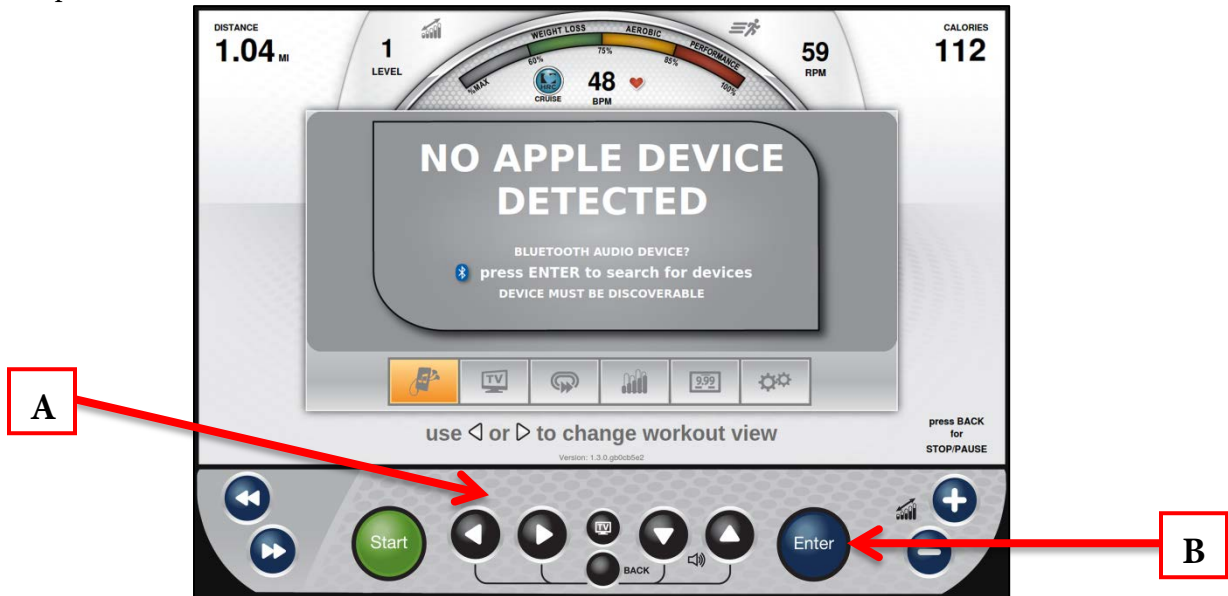 DISTANCE
1.04 MI
1
LEVEL
%MAX
60%
WEIGHT LOSS
75%
AEROBIC
85%
PERFORMANCE
100%
HRC
CRUISE
48
BPM
59
RPM
CALORIES
112
NO APPLE DEVICE
DETECTED
BLUETOOTH AUDIO DEVICE?
press ENTER to search for devices
DEVICE MUST BE DISCOVERABLE
TV
9.99
use ◁ or ▷ to change workout view
Version: 1.3.0.gb0cb5e2
press BACK
for
STOP/PAUSE
A
Start
TV
BACK
Enter
B